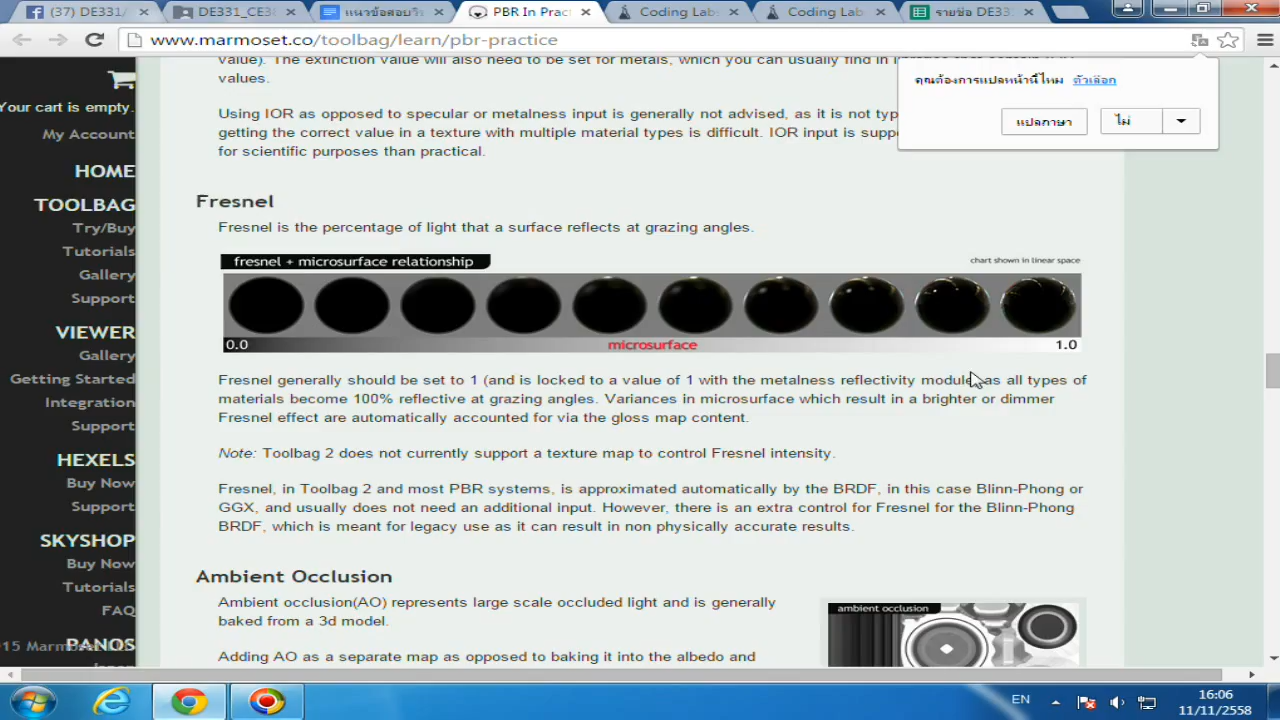 (37) DE331/
DE331_CE3
แนวข้อสอบวิ
PBR In Prac
Coding Lab
Coding Lab
รายชื่อ DE33
www.marmoset.co/toolbag/learn/pbr-practice
value). The extinction value will also need to be set for metals, which you can usually find in
values.
คุณต้องการแปลหน้านี้ไหม ตัวเลือก
แปลภาษา
ไม่
Your cart is empty.
My Account
HOME
TOOLBAG
Try/Buy
Tutorials
Gallery
Support
VIEWER
Gallery
Getting Started
Integration
Support
HEXELS
Buy Now
Support
SKYSHOP
Buy Now
Tutorials
FAQ
PANOS
15 Marmoset
Using IOR as opposed to specular or metalness input is generally not advised, as it is not typ
getting the correct value in a texture with multiple material types is difficult. IOR input is supp
for scientific purposes than practical.
Fresnel
Fresnel is the percentage of light that a surface reflects at grazing angles.
fresnel + microsurface relationship
chart shown in linear space
0.0
microsurface
1.0
Fresnel generally should be set to 1 (and is locked to a value of 1 with the metalness reflectivity module as all types of
materials become 100% reflective at grazing angles. Variances in microsurface which result in a brighter or dimmer
Fresnel effect are automatically accounted for via the gloss map content.
Note: Toolbag 2 does not currently support a texture map to control Fresnel intensity.
Fresnel, in Toolbag 2 and most PBR systems, is approximated automatically by the BRDF, in this case Blinn-Phong or
GGX, and usually does not need an additional input. However, there is an extra control for Fresnel for the Blinn-Phong
BRDF, which is meant for legacy use as it can result in non physically accurate results.
Ambient Occlusion
Ambient occlusion(AO) represents large scale occluded light and is generally
baked from a 3d model.
Adding AO as a separate map as opposed to baking it into the albedo and
ambient occlusion
EN
16:06
11/11/2558